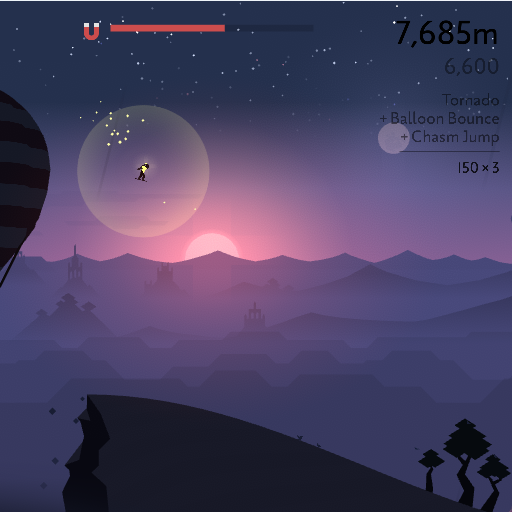 7,685m
6,600
Tornado
+ Balloon Bounce
+ Chasm Jump
150 × 3